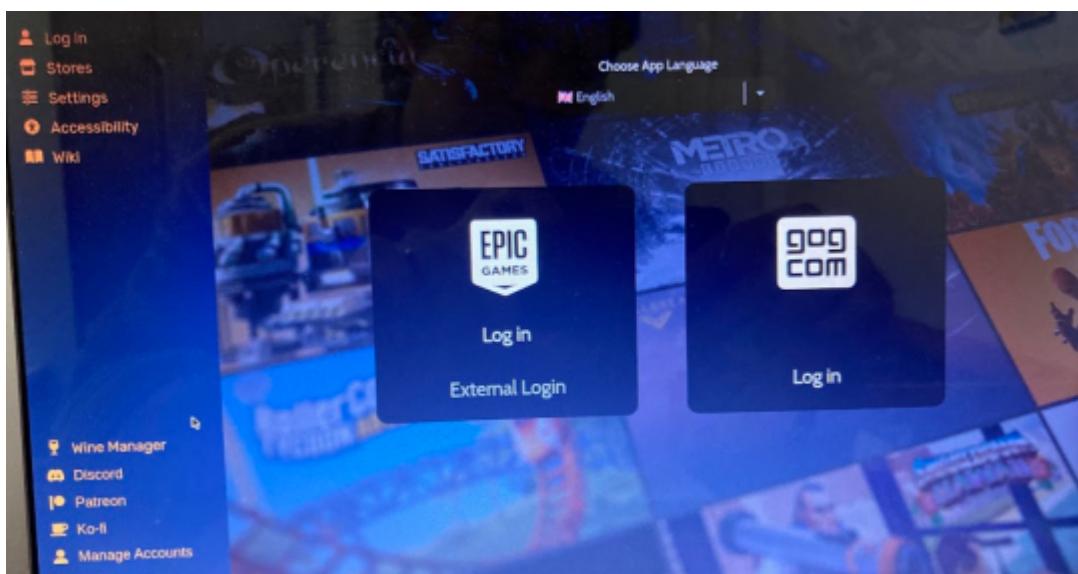 Log In
Stores
Settings
Accessibility
Wiki
Choose App Language
English
SATISFACTORY
METRO
EPIC
GAMES
Log in
External Login
gog
com
Log in
FOR
Wine Manager
Discord
Patreon
Ko-fi
Manage Accounts